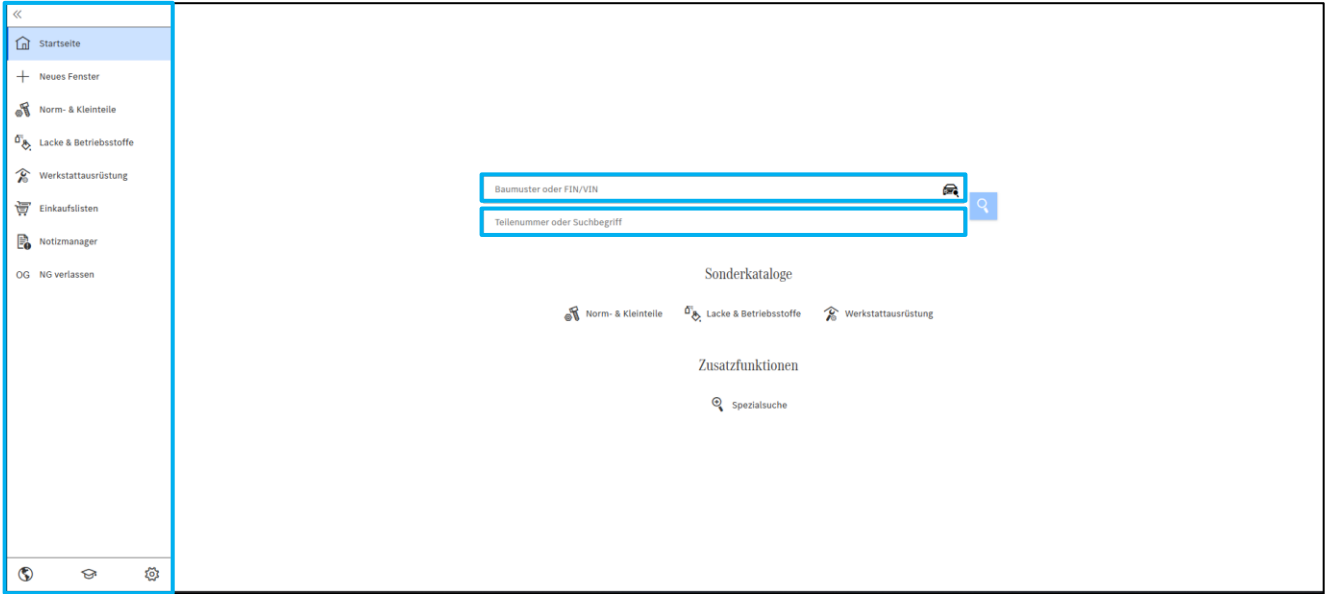 Startseite
Neues Fenster
Norm- & Kleinteile
Lacke & Betriebsstoffe
Werkstattausrüstung
Einkaufslisten
Notizmanager
OG NG verlassen
Baumuster oder FIN/VIN
Teilenummer oder Suchbegriff
Sonderkataloge
Norm- & Kleinteile Lacke & Betriebsstoffe Werkstattausrüstung
Zusatzfunktionen
Spezialsuche